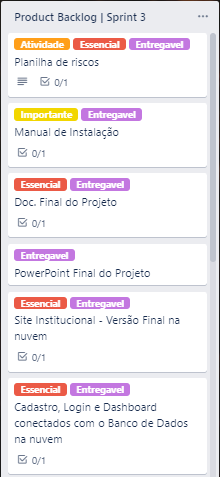 Product Backlog | Sprint 3
Atividade Essencial Entregavel
Planilha de riscos
0/1
Importante Entregavel
Manual de Instalação
0/1
Essencial Entregavel
Doc. Final do Projeto
0/1
Entregavel
PowerPoint Final do Projeto
Essencial Entregavel
Site Institucional - Versão Final na
nuvem
0/1
Essencial Entregavel
Cadastro, Login e Dashboard
conectados com o Banco de Dados
na nuvem
0/1